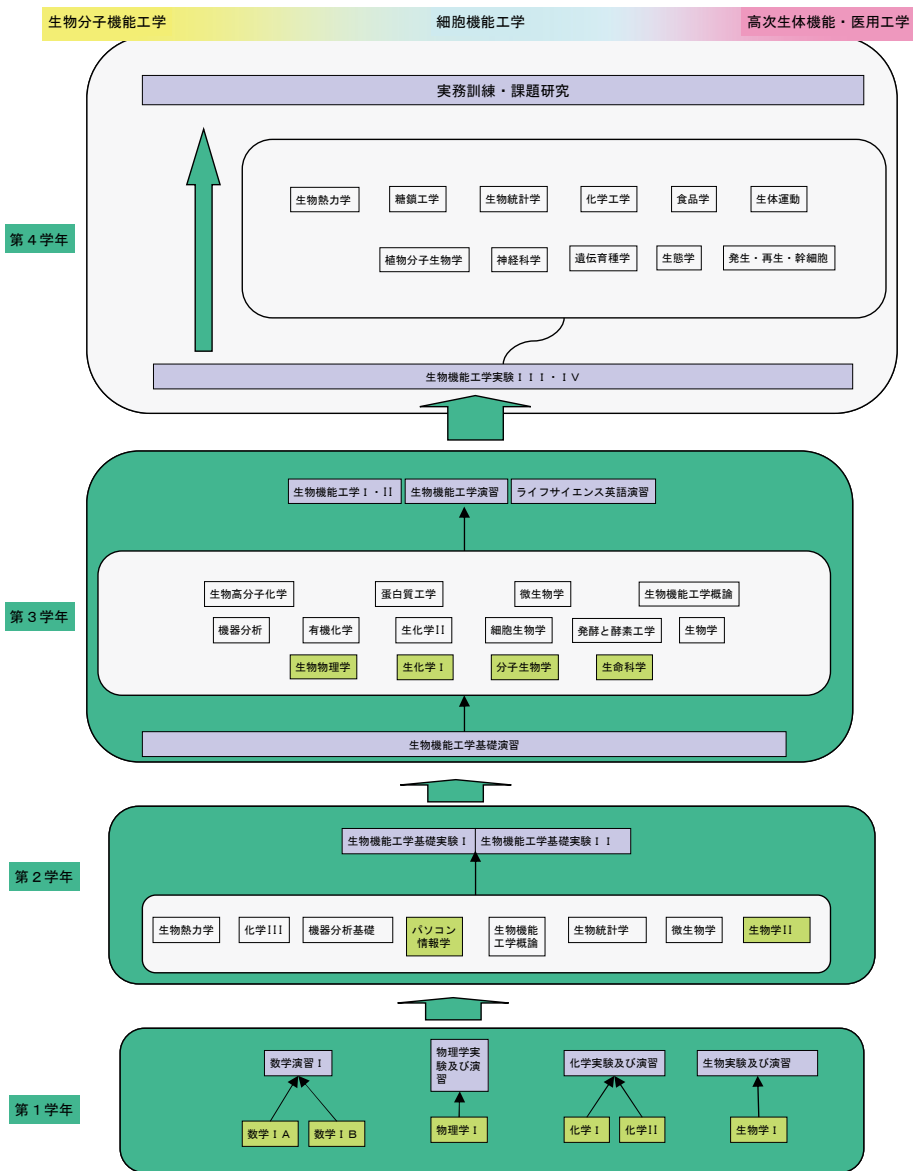 生物分子機能工学
細胞機能工学
高次生体機能・医用工学
実務訓練・課題研究
第４学年
生物熱力学
糖鎖工学
生物統計学
化学工学
食品学
生体運動
植物分子生物学
神経科学
遺伝育種学
生態学
発生・再生・幹細胞
生物機能工学実験ＩＩＩ・ＩＶ
第３学年
生物機能工学Ｉ・II
生物機能工学演習
ライフサイエンス英語演習
生物高分子化学
蛋白質工学
微生物学
生物機能工学概論
機器分析
有機化学
生化学II
細胞生物学
発酵と酵素工学
生物学
生物物理学
生化学Ｉ
分子生物学
生命科学
生物機能工学基礎演習
第２学年
生物機能工学基礎実験Ｉ
生物機能工学基礎実験ＩＩ
生物熱力学
化学III
機器分析基礎
パソコン
情報学
生物機能
工学概論
生物統計学
微生物学
生物学II
第１学年
数学演習Ｉ
物理学実
験及び演
習
化学実験及び演習
生物実験及び演習
数学ＩＡ
数学ＩＢ
物理学Ｉ
化学Ｉ
化学II
生物学Ｉ